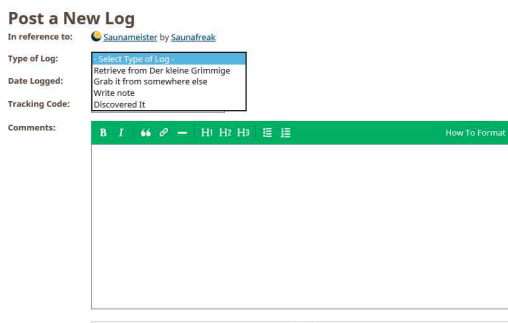 Post a New Log
In reference to: Saunameister by Saunafreak
Type of Log: - Select Type of Log -
Retrieve from Der kleine Grimmige
Date Logged: Grab it from somewhere else
Write note
Tracking Code: Discovered It
Comments:
B I H1 H2 H3 How To Format